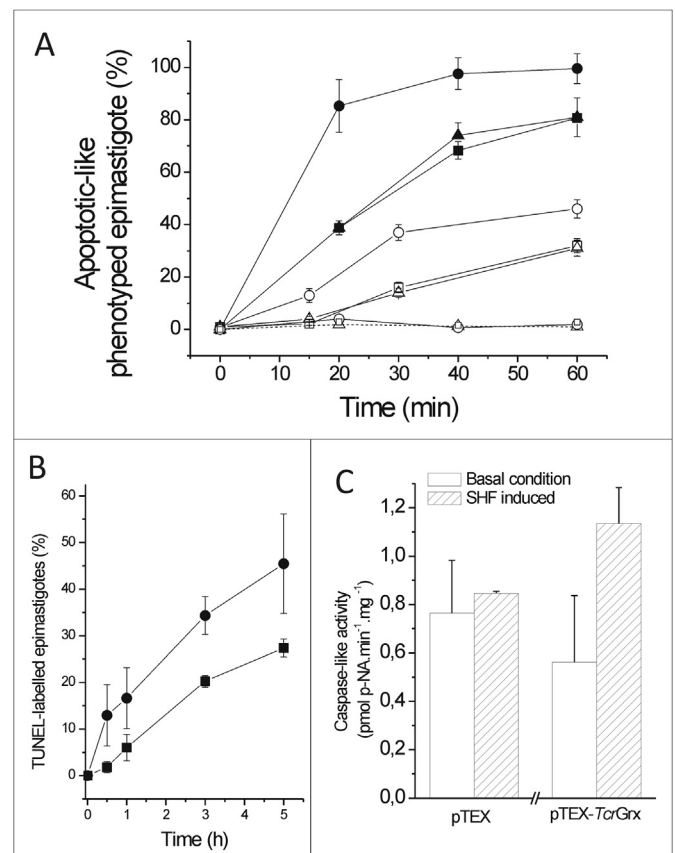 A
Apoptotic-like
phenotyped epimastigote (%)
100
80
60
40
20
0
0
10
20
30
40
50
60
Time (min)
B
TUNEL-labelled epimastigotes (%)
60
50
40
30
20
10
0
0
1
2
3
4
5
Time (h)
C
Basal condition
SHF induced
Caspase-like activity
(pmol p-NA.min⁻¹.mg⁻¹)
1,2
1,0
0,8
0,6
0,4
0,2
0,0
pTEX
pTEX-TcrGrx